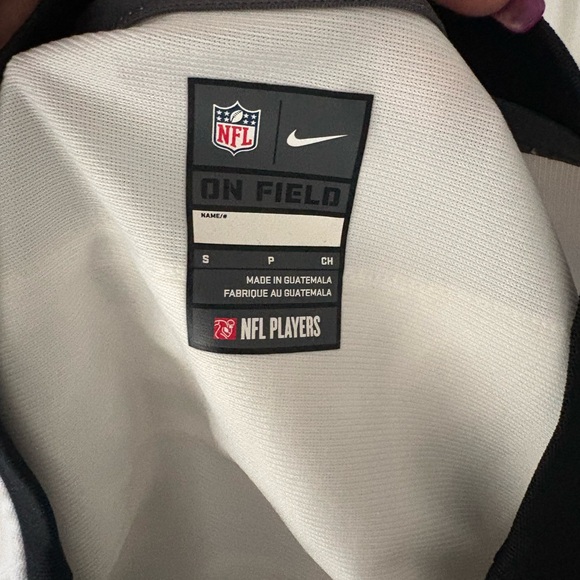 NFL
ON FIELD
NAME/#
S P CH
MADE IN GUATEMALA
FABRIQUE AU GUATEMALA
NFL PLAYERS